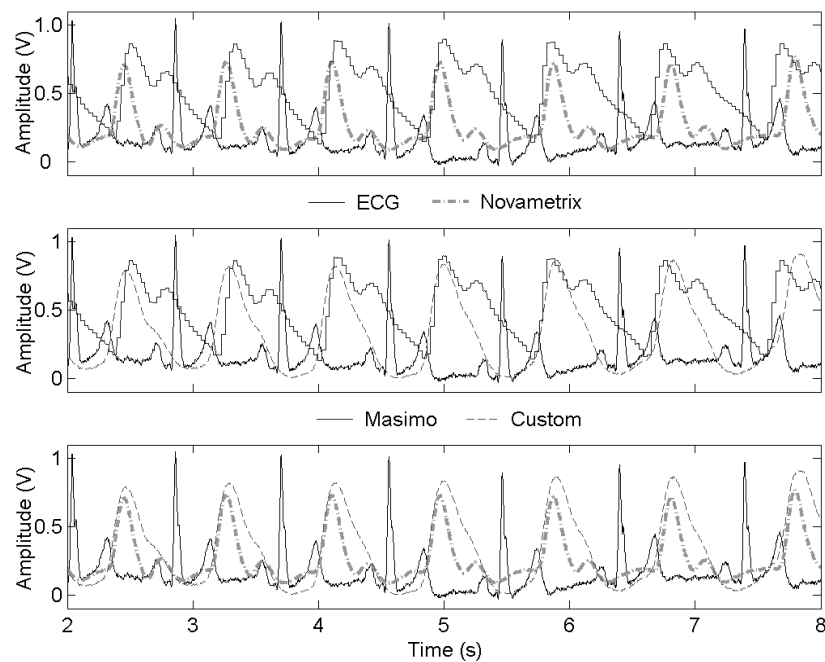 1.0
0.5
0
Amplitude (V)
ECG
Novametrix
1
0.5
0
Amplitude (V)
Masimo
Custom
1
0.5
0
Amplitude (V)
2 3 4 5 6 7 8
Time (s)